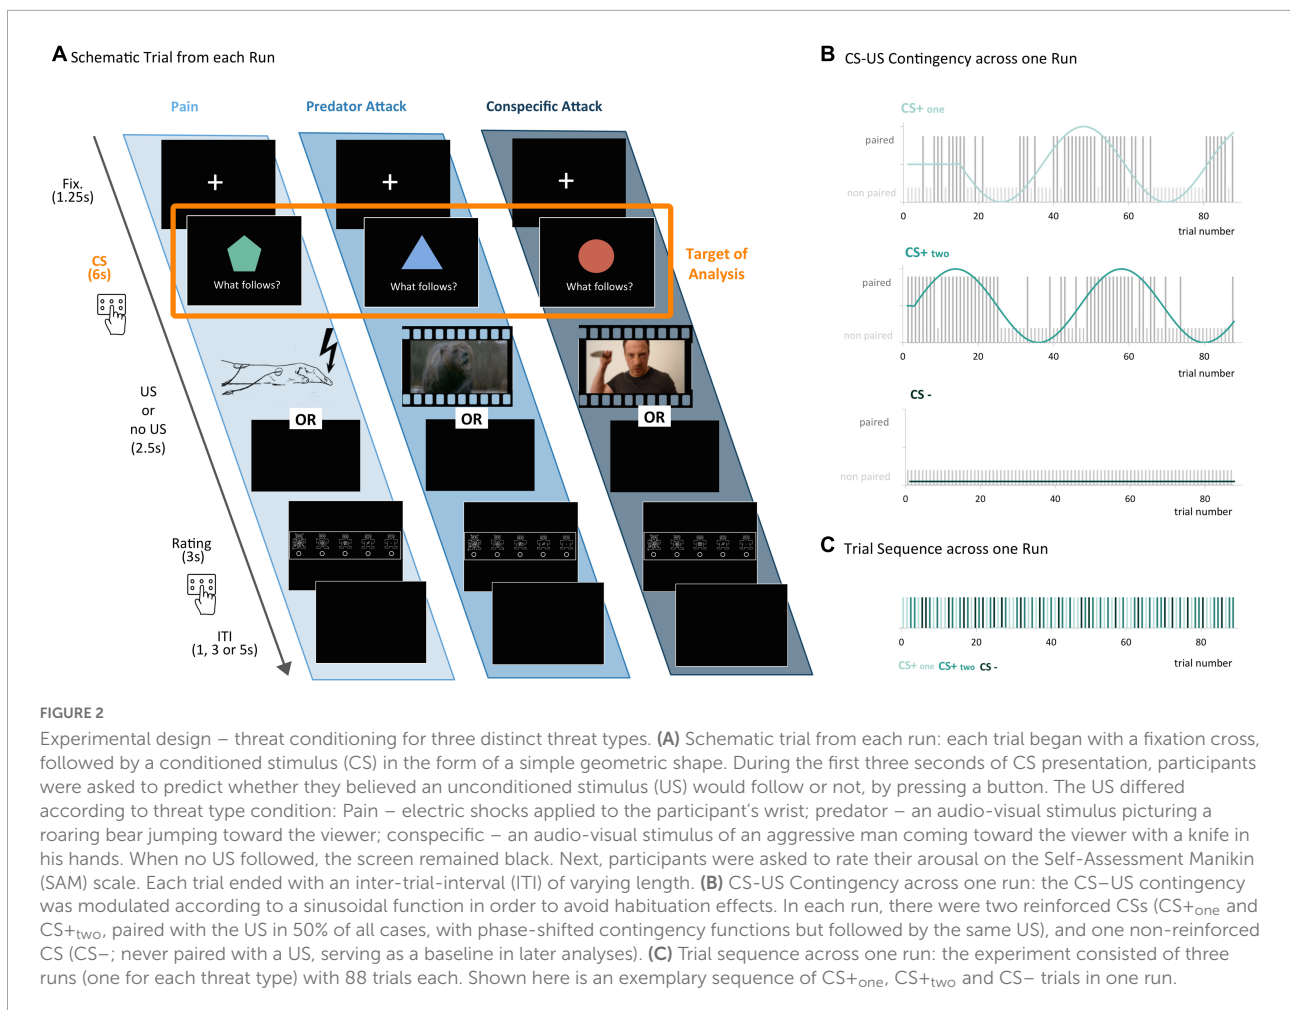 A Schematic Trial from each Run
Pain
Predator Attack
Conspecific Attack
Fix.
(1.25s)
CS
(6s)
What follows?
What follows?
What follows?
Target of
Analysis
US
or
no US
(2.5s)
OR
OR
OR
Rating
(3s)
ITI
(1, 3 or 5s)
B CS-US Contingency across one Run
CS+ one
paired
non paired
0 20 40 60 80
trial number
CS+ two
paired
non paired
0 20 40 60 80
trial number
CS -
paired
non paired
0 20 40 60 80
trial number
C Trial Sequence across one Run
0 20 40 60 80
trial number
CS+ one CS+ two CS -
FIGURE 2
Experimental design – threat conditioning for three distinct threat types. (A) Schematic trial from each run: each trial began with a fixation cross,
followed by a conditioned stimulus (CS) in the form of a simple geometric shape. During the first three seconds of CS presentation, participants
were asked to predict whether they believed an unconditioned stimulus (US) would follow or not, by pressing a button. The US differed
according to threat type condition: Pain – electric shocks applied to the participant's wrist; predator – an audio-visual stimulus picturing a
roaring bear jumping toward the viewer; conspecific – an audio-visual stimulus of an aggressive man coming toward the viewer with a knife in
his hands. When no US followed, the screen remained black. Next, participants were asked to rate their arousal on the Self-Assessment Manikin
(SAM) scale. Each trial ended with an inter-trial-interval (ITI) of varying length. (B) CS-US Contingency across one run: the CS–US contingency
was modulated according to a sinusoidal function in order to avoid habituation effects. In each run, there were two reinforced CSs (CS+one and
CS+two, paired with the US in 50% of all cases, with phase-shifted contingency functions but followed by the same US), and one non-reinforced
CS (CS–; never paired with a US, serving as a baseline in later analyses). (C) Trial sequence across one run: the experiment consisted of three
runs (one for each threat type) with 88 trials each. Shown here is an exemplary sequence of CS+one, CS+two and CS– trials in one run.